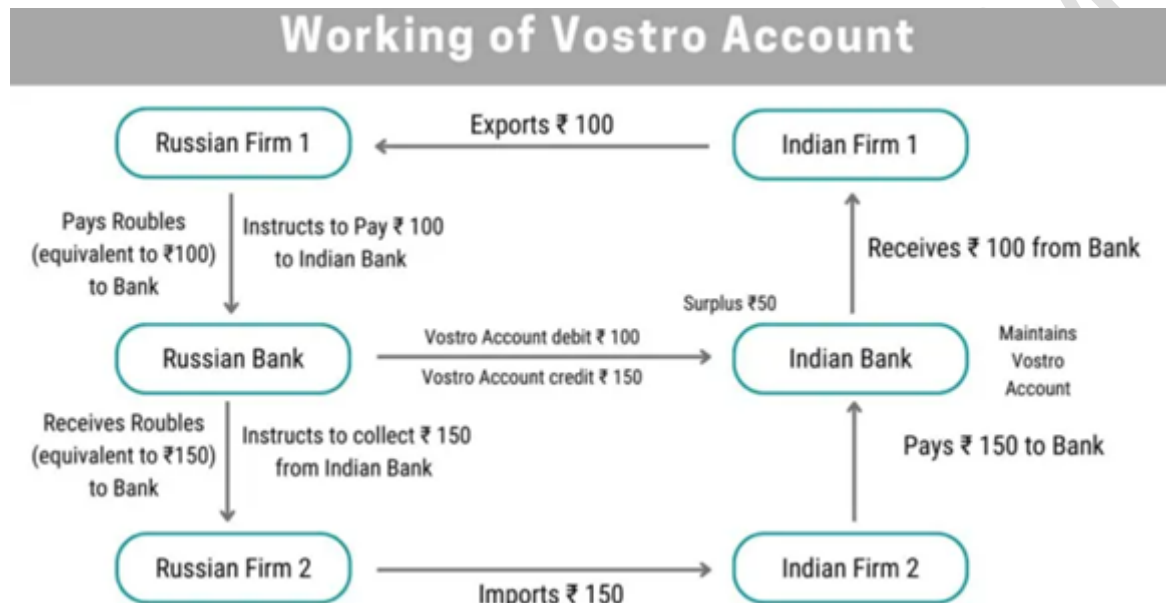 Working of Vostro Account
Russian Firm 1
Exports ₹ 100
Indian Firm 1
Pays Roubles
(equivalent to ₹100)
to Bank
Instructs to Pay ₹ 100
to Indian Bank
Receives ₹ 100 from Bank
Surplus ₹50
Russian Bank
Vostro Account debit ₹ 100
Vostro Account credit ₹ 150
Indian Bank
Maintains
Vostro
Account
Receives Roubles
(equivalent to ₹150)
to Bank
Instructs to collect ₹ 150
from Indian Bank
Pays ₹ 150 to Bank
Russian Firm 2
Imports ₹ 150
Indian Firm 2